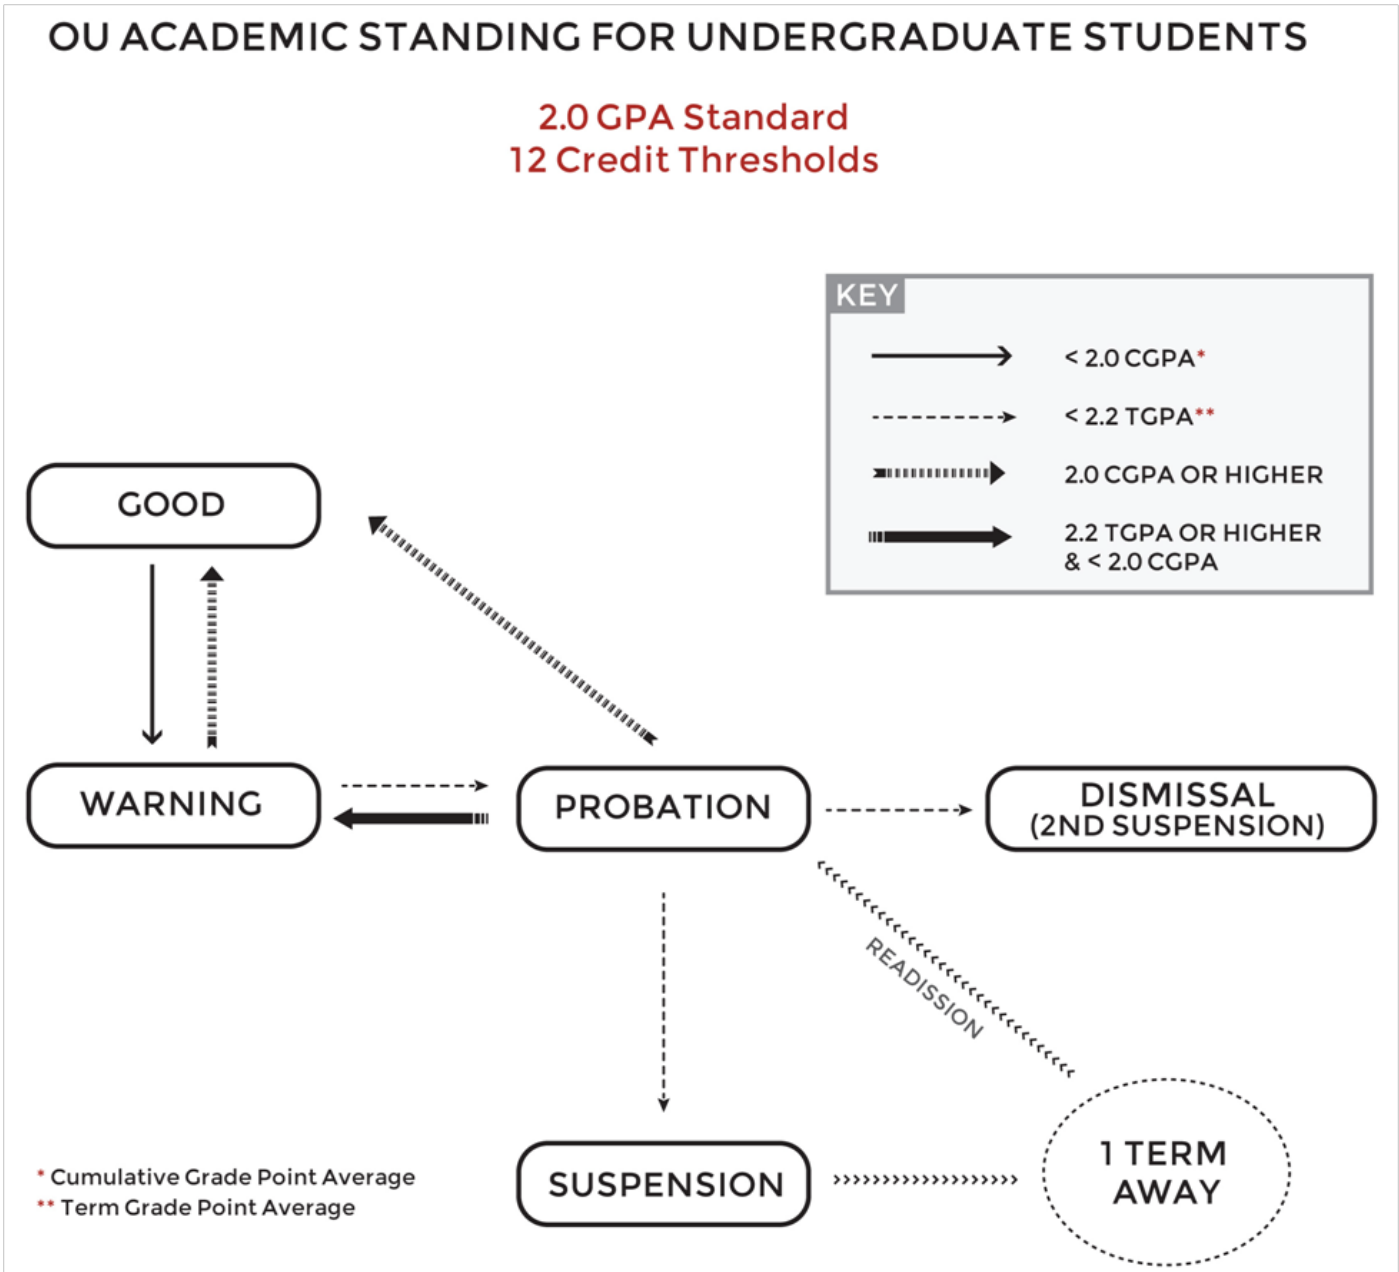 OU ACADEMIC STANDING FOR UNDERGRADUATE STUDENTS
2.0 GPA Standard
12 Credit Thresholds
KEY
< 2.0 CGPA*
< 2.2 TGPA**
2.0 CGPA OR HIGHER
2.2 TGPA OR HIGHER
& < 2.0 CGPA
GOOD
WARNING
PROBATION
DISMISSAL
(2ND SUSPENSION)
READISSION
SUSPENSION
1 TERM
AWAY
* Cumulative Grade Point Average
** Term Grade Point Average